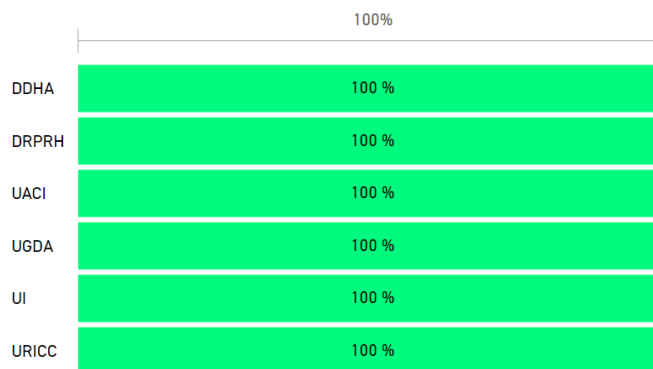 100%
DDHA 100 %
DRPRH 100 %
UACI 100 %
UGDA 100 %
UI 100 %
URICC 100 %